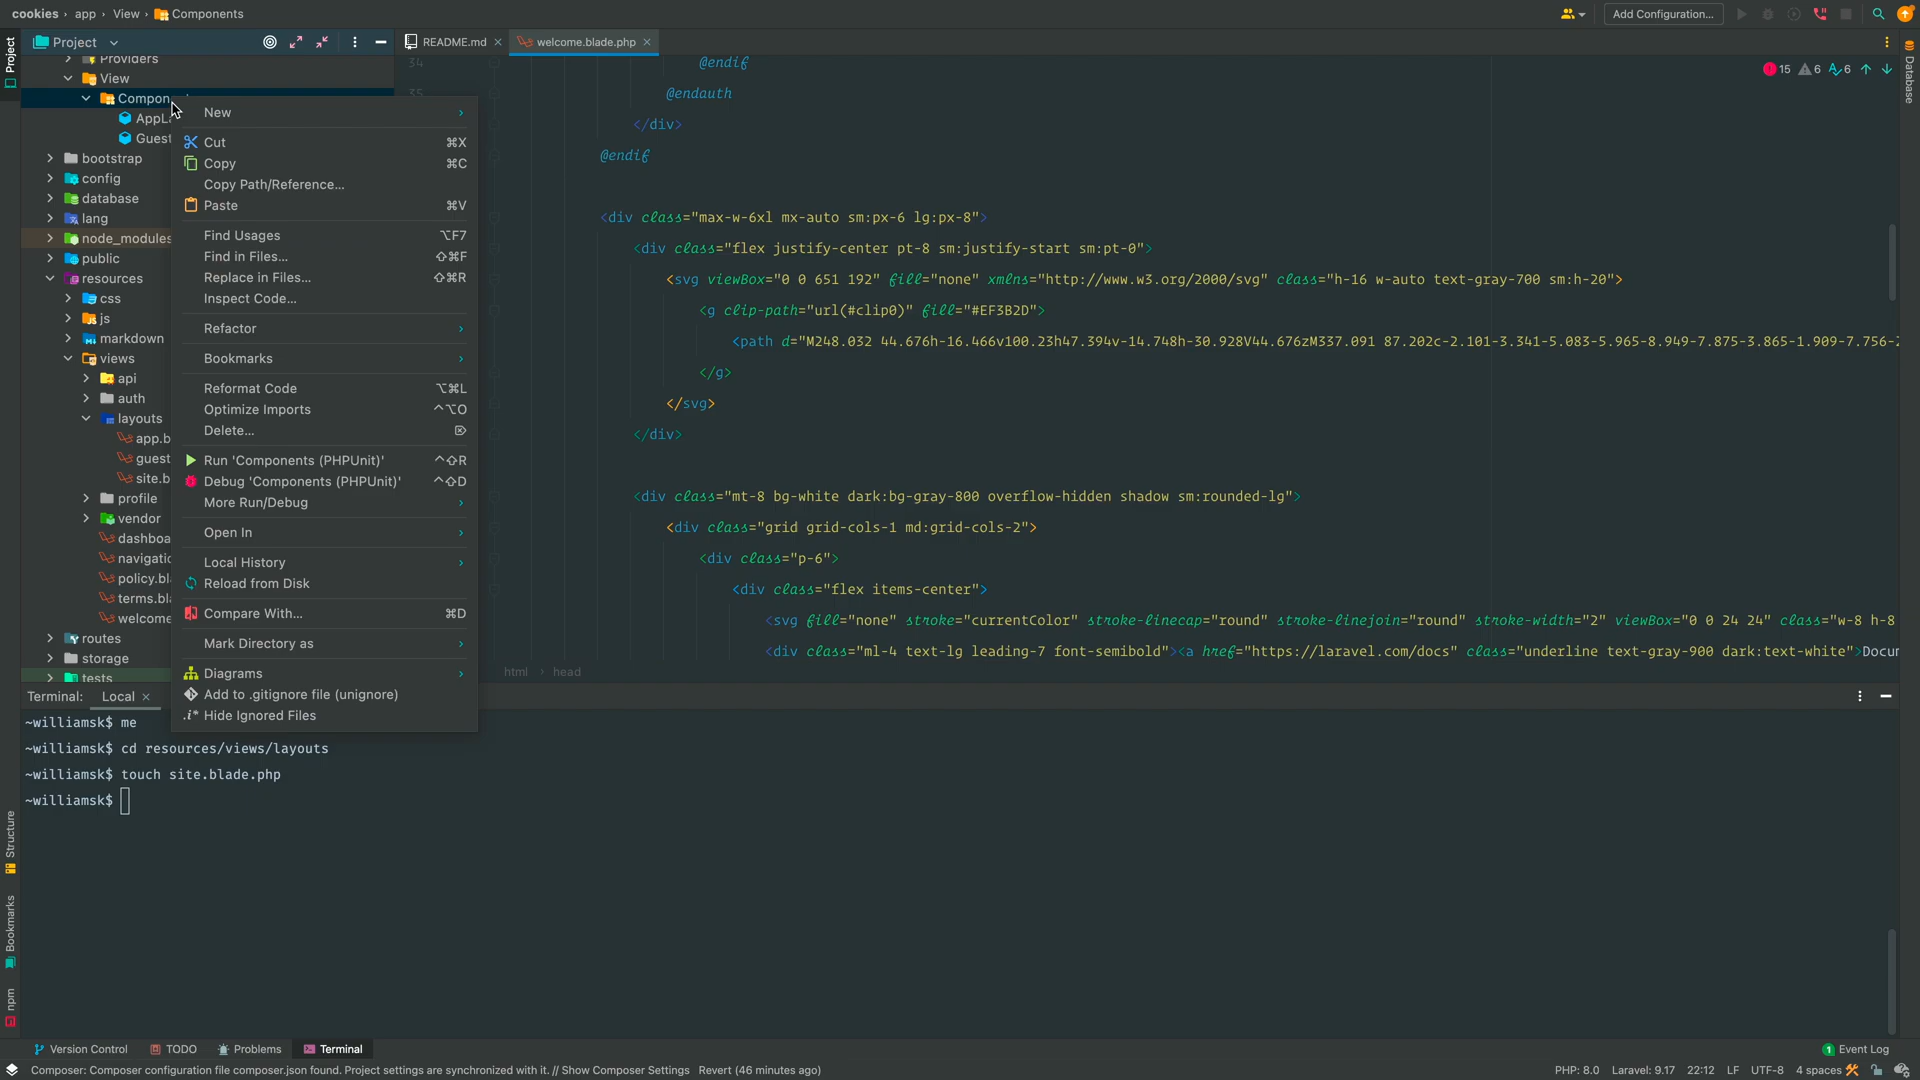 cookies › app › View › Components
Add Configuration...
Project
README.md
welcome.blade.php
Providers
View
Compon
AppL
Guest
bootstrap
config
database
lang
node_modules
public
resources
css
js
markdown
views
api
auth
layouts
app.b
guest
site.b
profile
vendor
dashboa
navigatio
policy.bl
terms.bla
welcome
routes
storage
tests
New
Cut ⌘X
Copy ⌘C
Copy Path/Reference...
Paste ⌘V
Find Usages ⌥F7
Find in Files... ⇧⌘F
Replace in Files... ⇧⌘R
Inspect Code...
Refactor
Bookmarks
Reformat Code ⌥⌘L
Optimize Imports ^⌥O
Delete... ⌦
Run 'Components (PHPUnit)' ^⇧R
Debug 'Components (PHPUnit)' ^⇧D
More Run/Debug
Open In
Local History
Reload from Disk
Compare With... ⌘D
Mark Directory as
Diagrams
Add to .gitignore file (unignore)
.i* Hide Ignored Files
34
35
15 6 6
@endif
@endauth
</div>
@endif
<div class="max-w-6xl mx-auto sm:px-6 lg:px-8">
<div class="flex justify-center pt-8 sm:justify-start sm:pt-0">
<svg viewBox="0 0 651 192" fill="none" xmlns="http://www.w3.org/2000/svg" class="h-16 w-auto text-gray-700 sm:h-20">
<g clip-path="url(#clip0)" fill="#EF3B2D">
<path d="M248.032 44.676h-16.466v100.23h47.394v-14.748h-30.928V44.676zM337.091 87.202c-2.101-3.341-5.083-5.965-8.949-7.875-3.865-1.909-7.756-2
</g>
</svg>
</div>
<div class="mt-8 bg-white dark:bg-gray-800 overflow-hidden shadow sm:rounded-lg">
<div class="grid grid-cols-1 md:grid-cols-2">
<div class="p-6">
<div class="flex items-center">
<svg fill="none" stroke="currentColor" stroke-linecap="round" stroke-linejoin="round" stroke-width="2" viewBox="0 0 24 24" class="w-8 h-8
<div class="ml-4 text-lg leading-7 font-semibold"><a href="https://laravel.com/docs" class="underline text-gray-900 dark:text-white">Docum
html › head
Project
Structure
Bookmarks
npm
Database
Terminal: Local
~williamsk$ me
~williamsk$ cd resources/views/layouts
~williamsk$ touch site.blade.php
~williamsk$
Version Control TODO Problems Terminal
1 Event Log
Composer: Composer configuration file composer.json found. Project settings are synchronized with it. // Show Composer Settings Revert (46 minutes ago)
PHP: 8.0 Laravel: 9.17 22:12 LF UTF-8 4 spaces